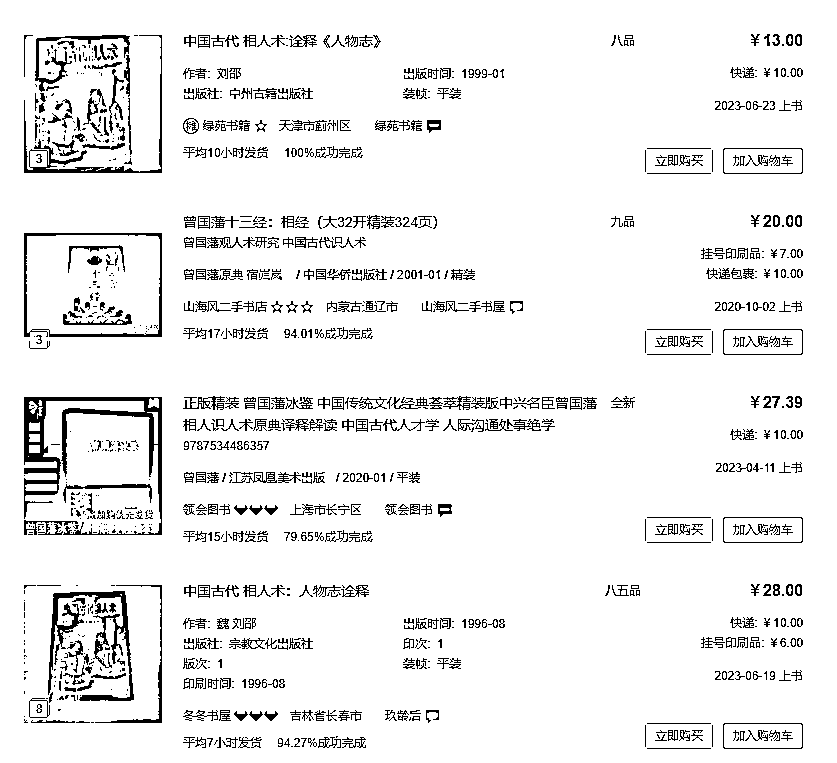 中国古代 相人术:诠释《人物志》 八品 ¥13.00
作者: 刘邵 出版时间: 1999-01 快递: ¥10.00
出版社: 中州古籍出版社 装帧: 平装
2023-06-23 上书
绿苑书籍 ☆ 天津市蓟州区 绿苑书籍
平均10小时发货 100%成功完成
立即购买 加入购物车
3
曾国藩十三经：相经（大32开精装324页） 九品 ¥20.00
曾国藩观人术研究 中国古代识人术
挂号印刷品: ¥7.00
曾国藩原典 宿岚岚 / 中国华侨出版社 / 2001-01 / 精装 快递包裹: ¥10.00
山海风二手书店 ☆☆☆ 内蒙古通辽市 山海风二手书屋 2020-10-02 上书
平均17小时发货 94.01%成功完成
立即购买 加入购物车
3
正版精装 曾国藩冰鉴 中国传统文化经典荟萃精装版中兴名臣曾国藩 全新 ¥27.39
相人识人术原典译释解读 中国古代人才学 人际沟通处事绝学
快递: ¥10.00
9787534486357
2023-04-11 上书
曾国藩 / 江苏凤凰美术出版 / 2020-01 / 平装
领会图书 上海市长宁区 领会图书
平均15小时发货 79.65%成功完成
立即购买 加入购物车
曾国藩冰鉴
中国古代 相人术：人物志诠释 八五品 ¥28.00
作者: 魏 刘邵 出版时间: 1996-08 快递: ¥10.00
出版社: 宗教文化出版社 印次: 1 挂号印刷品: ¥6.00
版次: 1 装帧: 平装
2023-06-19 上书
印刷时间: 1996-08
冬冬书屋 吉林省长春市 玖龄后
平均7小时发货 94.27%成功完成
立即购买 加入购物车
8